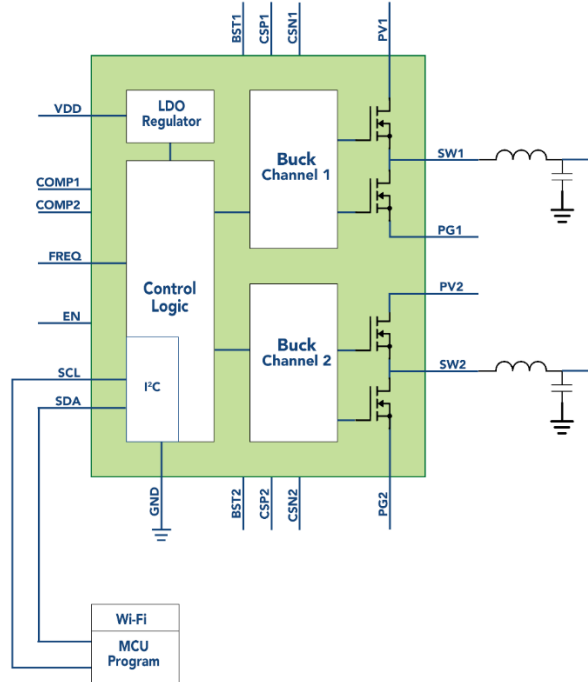 BST1
CSP1
CSN1
PV1
VDD
LDO
Regulator
COMP1
COMP2
FREQ
EN
SCL
SDA
Control
Logic
I²C
Buck
Channel 1
SW1
PG1
PV2
Buck
Channel 2
SW2
GND
BST2
CSP2
CSN2
PG2
Wi-Fi
MCU
Program